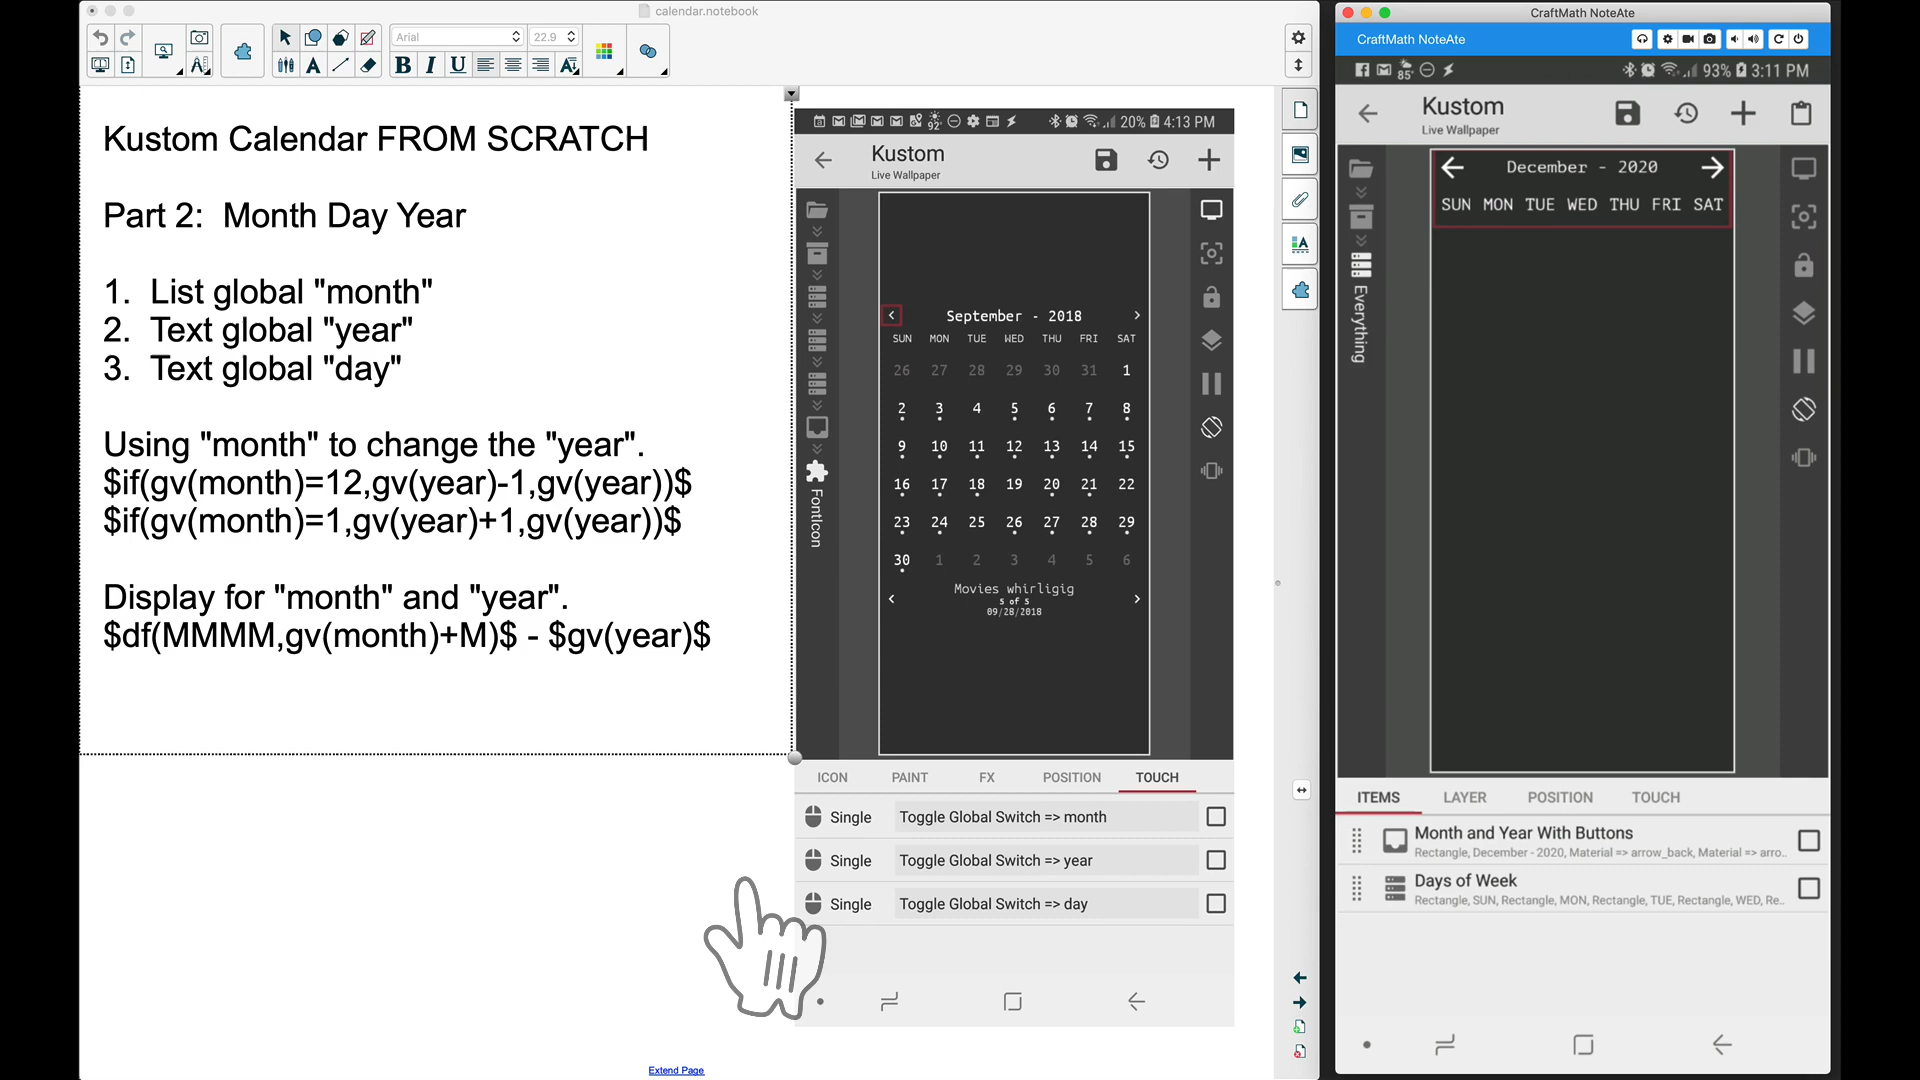 calendar.notebook
Arial
22.9
B I U
Kustom Calendar FROM SCRATCH
Part 2:  Month Day Year
1.  List global "month"
2.  Text global "year"
3.  Text global "day"
Using "month" to change the "year".
$if(gv(month)=12,gv(year)-1,gv(year))$
$if(gv(month)=1,gv(year)+1,gv(year))$
Display for "month" and "year".
$df(MMMM,gv(month)+M)$ - $gv(year)$
Extend Page
92
20% 4:13 PM
Kustom
Live Wallpaper
FontIcon
September - 2018
SUN MON TUE WED THU FRI SAT
26 27 28 29 30 31 1
2 3 4 5 6 7 8
9 10 11 12 13 14 15
16 17 18 19 20 21 22
23 24 25 26 27 28 29
30 1 2 3 4 5 6
Movies whirligig
5 of 5
09/28/2018
ICON PAINT FX POSITION TOUCH
Single Toggle Global Switch => month
Single Toggle Global Switch => year
Single Toggle Global Switch => day
CraftMath NoteAte
CraftMath NoteAte
85° 93% 3:11 PM
Kustom
Live Wallpaper
Everything
December - 2020
SUN MON TUE WED THU FRI SAT
ITEMS LAYER POSITION TOUCH
Month and Year With Buttons
Rectangle, December - 2020, Material => arrow_back, Material => arro..
Days of Week
Rectangle, SUN, Rectangle, MON, Rectangle, TUE, Rectangle, WED, Re..